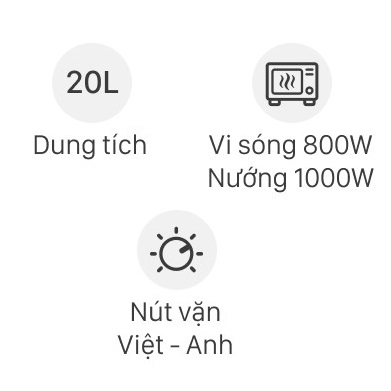 20L
Dung tích
Vi sóng 800W
Nướng 1000W
Nút vặn
Việt - Anh